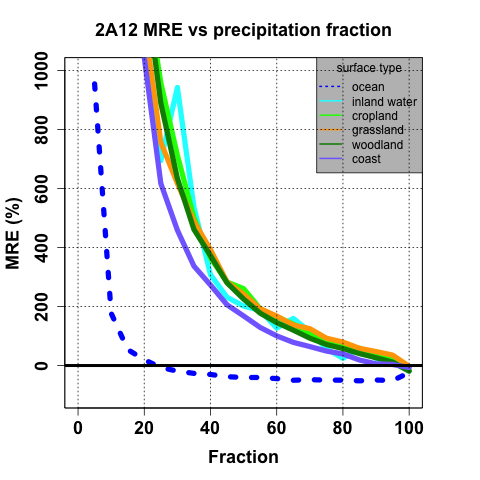 2A12 MRE vs precipitation fraction
surface type
ocean
inland water
cropland
grassland
woodland
coast
MRE (%)
1000
800
600
400
200
0
0 20 40 60 80 100
Fraction